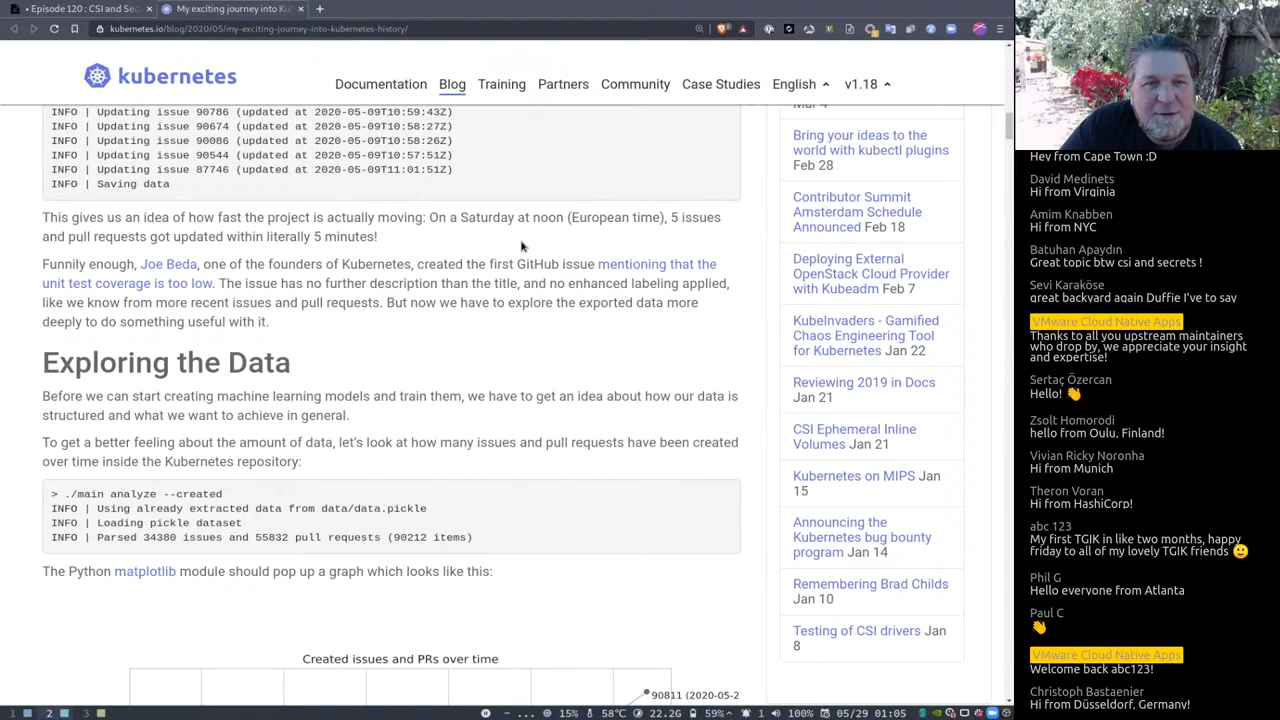 Episode 120 : CSI and Sec
My exciting journey into Ku
kubernetes.io/blog/2020/05/my-exciting-journey-into-kubernetes-history/
kubernetes
Documentation Blog Training Partners Community Case Studies English v1.18
INFO | Updating issue 90786 (updated at 2020-05-09T10:59:43Z)
INFO | Updating issue 90674 (updated at 2020-05-09T10:58:27Z)
INFO | Updating issue 90086 (updated at 2020-05-09T10:58:26Z)
INFO | Updating issue 90544 (updated at 2020-05-09T10:57:51Z)
INFO | Updating issue 87746 (updated at 2020-05-09T11:01:51Z)
INFO | Saving data
This gives us an idea of how fast the project is actually moving: On a Saturday at noon (European time), 5 issues
and pull requests got updated within literally 5 minutes!
Funnily enough, Joe Beda, one of the founders of Kubernetes, created the first GitHub issue mentioning that the
unit test coverage is too low. The issue has no further description than the title, and no enhanced labeling applied,
like we know from more recent issues and pull requests. But now we have to explore the exported data more
deeply to do something useful with it.
Exploring the Data
Before we can start creating machine learning models and train them, we have to get an idea about how our data is
structured and what we want to achieve in general.
To get a better feeling about the amount of data, let's look at how many issues and pull requests have been created
over time inside the Kubernetes repository:
> ./main analyze --created
INFO | Using already extracted data from data/data.pickle
INFO | Loading pickle dataset
INFO | Parsed 34380 issues and 55832 pull requests (90212 items)
The Python matplotlib module should pop up a graph which looks like this:
Created issues and PRs over time
90811 (2020-05-2
Mar 4
Bring your ideas to the
world with kubectl plugins
Feb 28
Contributor Summit
Amsterdam Schedule
Announced Feb 18
Deploying External
OpenStack Cloud Provider
with Kubeadm Feb 7
KubeInvaders - Gamified
Chaos Engineering Tool
for Kubernetes Jan 22
Reviewing 2019 in Docs
Jan 21
CSI Ephemeral Inline
Volumes Jan 21
Kubernetes on MIPS Jan
15
Announcing the
Kubernetes bug bounty
program Jan 14
Remembering Brad Childs
Jan 10
Testing of CSI drivers Jan
8
Hey from Cape Town :D
David Medinets
Hi from Virginia
Amim Knabben
Hi from NYC
Batuhan Apaydın
Great topic btw csi and secrets !
Sevi Karaköse
great backyard again Duffie I've to say
VMware Cloud Native Apps
Thanks to all you upstream maintainers
who drop by, we appreciate your insight
and expertise!
Sertaç Özercan
Hello! 👋
Zsolt Homorodi
hello from Oulu, Finland!
Vivian Ricky Noronha
Hi from Munich
Theron Voran
Hi from HashiCorp!
abc 123
My first TGIK in like two months, happy
friday to all of my lovely TGIK friends 🙂
Phil G
Hello everyone from Atlanta
Paul C
👋
VMware Cloud Native Apps
Welcome back abc123!
Christoph Bastaenier
Hi from Düsseldorf, Germany!
1 2 3 ... 15% 58°C 22.2G 59% 1 100% 05/29 01:05